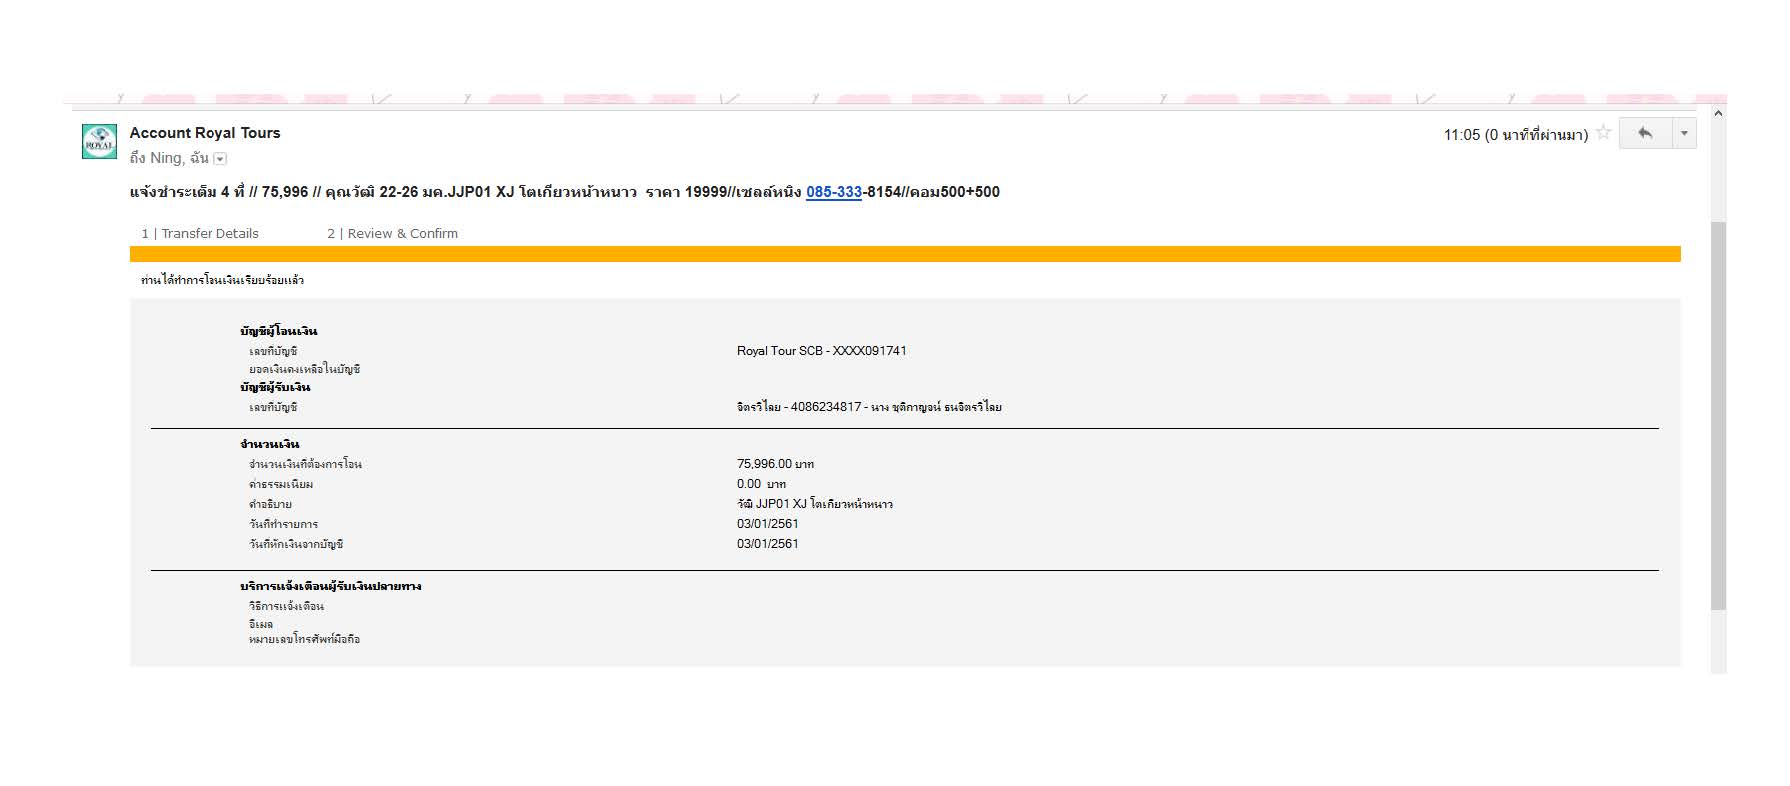 Account Royal Tours
11:05 (0 นาทีที่ผ่านมา)
ROYAL
ถึง Ning, ฉัน
แจ้งชำระเต็ม 4 ที่ // 75,996 // คุณวัฒิ 22-26 มค.JJP01 XJ โตเกียวหน้าหนาว ราคา 19999//เซลล์หนิง 085-333-8154//คอม500+500
1 | Transfer Details 2 | Review & Confirm
ท่านได้ทำการโอนเงินเรียบร้อยแล้ว
บัญชีผู้โอนเงิน
เลขที่บัญชี Royal Tour SCB - XXXX091741
ยอดเงินคงเหลือในบัญชี
บัญชีผู้รับเงิน
เลขที่บัญชี จิตรวิไลย - 4086234817 - นาง ชุติกาญจน์ ธนจิตรวิไลย
จำนวนเงิน
จำนวนเงินที่ต้องการโอน 75,996.00 บาท
ค่าธรรมเนียม 0.00 บาท
คำอธิบาย วัฒิ JJP01 XJ โตเกียวหน้าหนาว
วันที่ทำรายการ 03/01/2561
วันที่หักเงินจากบัญชี 03/01/2561
บริการแจ้งเตือนผู้รับเงินปลายทาง
วิธีการแจ้งเตือน
อีเมล
หมายเลขโทรศัพท์มือถือ